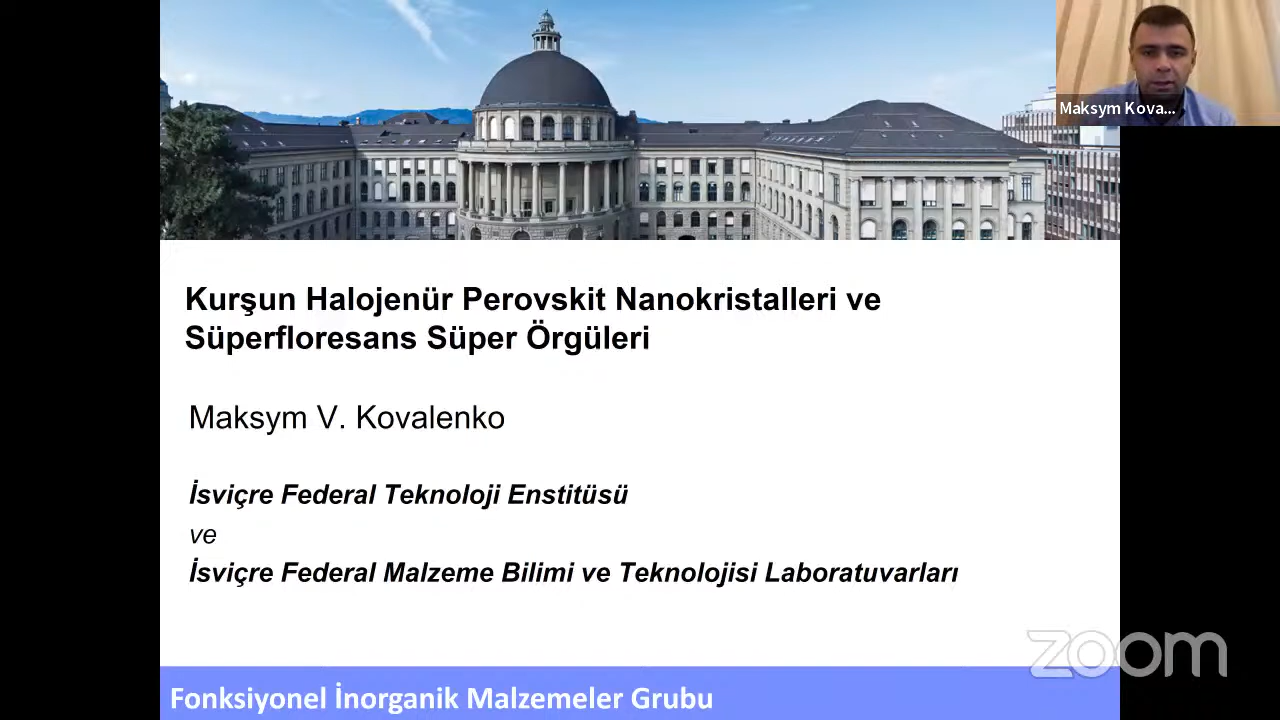 Maksym Kova...
Kurşun Halojenür Perovskit Nanokristalleri ve
Süperfloresans Süper Örgüleri
Maksym V. Kovalenko
İsviçre Federal Teknoloji Enstitüsü
ve
İsviçre Federal Malzeme Bilimi ve Teknolojisi Laboratuvarları
zoom
Fonksiyonel İnorganik Malzemeler Grubu